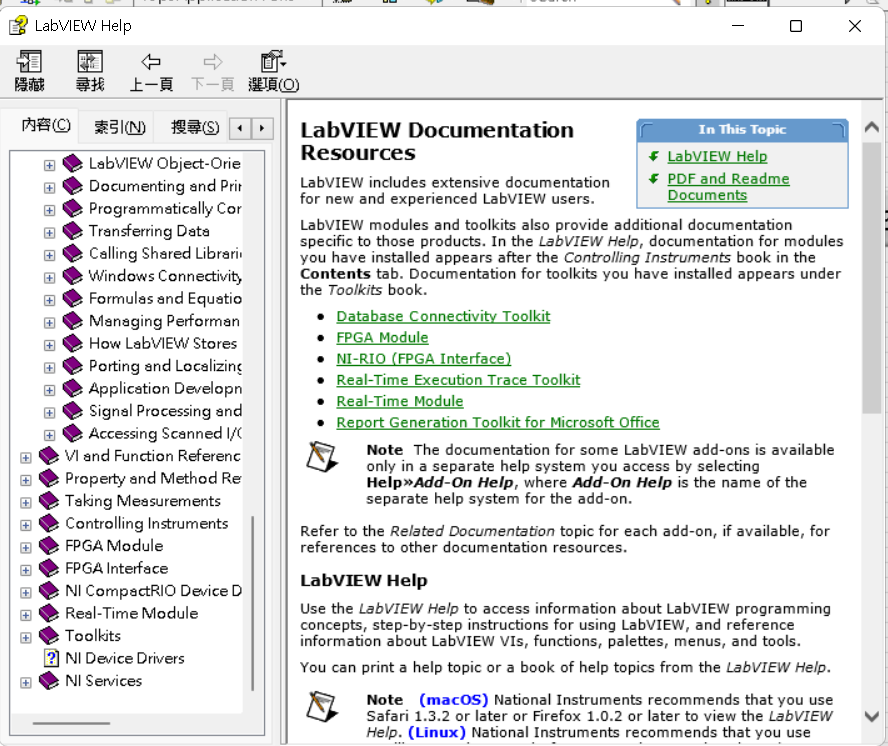 LabVIEW Help
隱藏
尋找
上一頁
下一頁
選項(O)
內容(C)
索引(N)
搜尋(S)
LabVIEW Object-Orie
Documenting and Prin
Programmatically Cor
Transferring Data
Calling Shared Librari
Windows Connectivity
Formulas and Equatio
Managing Performan
How LabVIEW Stores
Porting and Localizing
Application Developn
Signal Processing and
Accessing Scanned I/O
VI and Function Referenc
Property and Method Re
Taking Measurements
Controlling Instruments
FPGA Module
FPGA Interface
NI CompactRIO Device D
Real-Time Module
Toolkits
NI Device Drivers
NI Services
LabVIEW Documentation
Resources
In This Topic
LabVIEW Help
PDF and Readme
Documents
LabVIEW includes extensive documentation
for new and experienced LabVIEW users.
LabVIEW modules and toolkits also provide additional documentation
specific to those products. In the LabVIEW Help, documentation for modules
you have installed appears after the Controlling Instruments book in the
Contents tab. Documentation for toolkits you have installed appears under
the Toolkits book.
Database Connectivity Toolkit
FPGA Module
NI-RIO (FPGA Interface)
Real-Time Execution Trace Toolkit
Real-Time Module
Report Generation Toolkit for Microsoft Office
Note The documentation for some LabVIEW add-ons is available
only in a separate help system you access by selecting
Help»Add-On Help, where Add-On Help is the name of the
separate help system for the add-on.
Refer to the Related Documentation topic for each add-on, if available, for
references to other documentation resources.
LabVIEW Help
Use the LabVIEW Help to access information about LabVIEW programming
concepts, step-by-step instructions for using LabVIEW, and reference
information about LabVIEW VIs, functions, palettes, menus, and tools.
You can print a help topic or a book of help topics from the LabVIEW Help.
Note (macOS) National Instruments recommends that you use
Safari 1.3.2 or later or Firefox 1.0.2 or later to view the LabVIEW
Help. (Linux) National Instruments recommends that you use